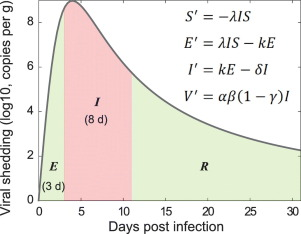 Viral shedding (log10, copies per g)
8
6
4
2
0
S′ = −λIS
E′ = λIS − kE
I′ = kE − δI
V′ = αβ(1 − γ)I
E
(3 d)
I
(8 d)
R
0 5 10 15 20 25 30
Days post infection